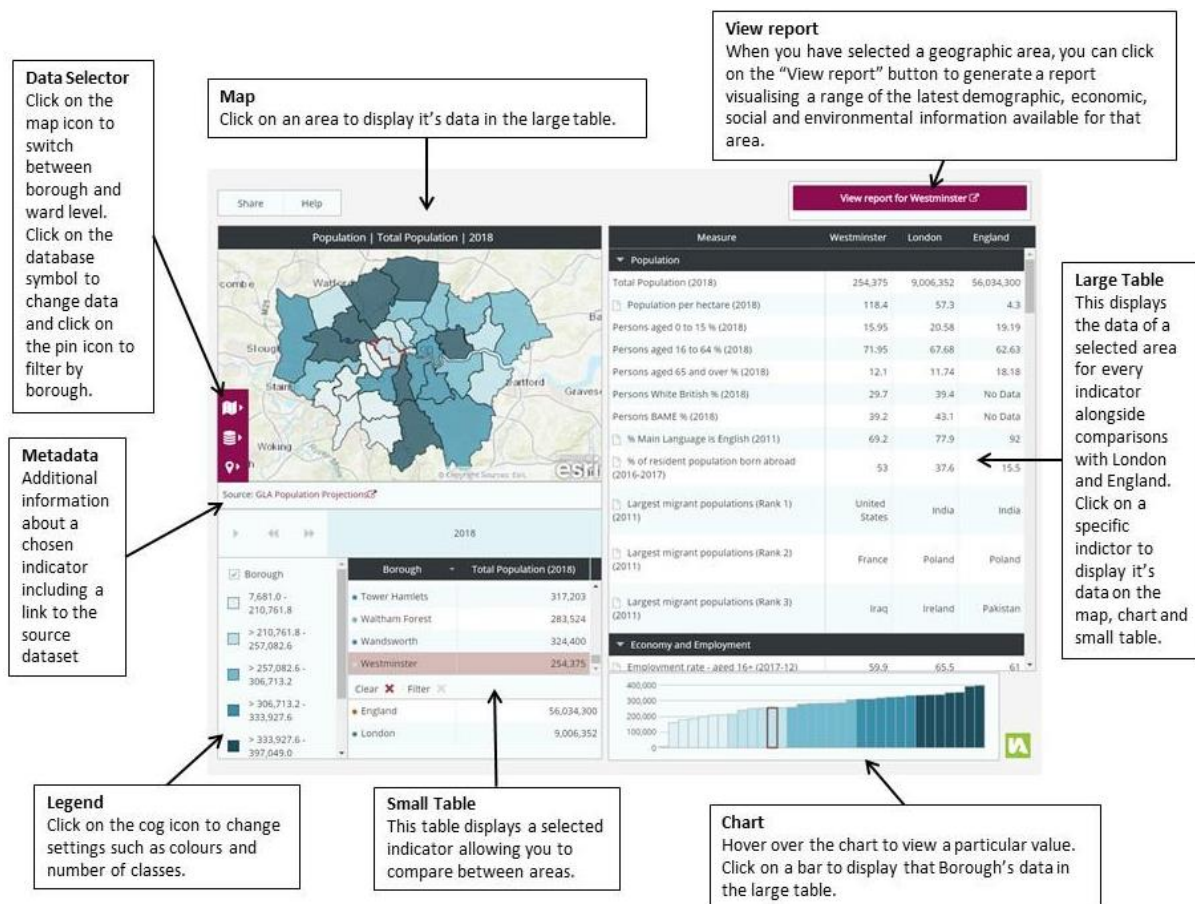 View report
When you have selected a geographic area, you can click
on the “View report” button to generate a report
visualising a range of the latest demographic, economic,
social and environmental information available for that
area.
Data Selector
Click on the
map icon to
switch
between
borough and
ward level.
Click on the
database
symbol to
change data
and click on
the pin icon to
filter by
borough.
Map
Click on an area to display it’s data in the large table.
Share Help
View report for Westminster
Population | Total Population | 2018
combe
Watford
M25
Ba
Slough
Stain
Dartford
Gravese
Woking
© Copyright Sources: Esri,
esri
Source: GLA Population Projections
2018
Measure Westminster London England
Population
Total Population (2018) 254,375 9,006,352 56,034,300
Population per hectare (2018) 118.4 57.3 4.3
Persons aged 0 to 15 % (2018) 15.95 20.58 19.19
Persons aged 16 to 64 % (2018) 71.95 67.68 62.63
Persons aged 65 and over % (2018) 12.1 11.74 18.18
Persons White British % (2018) 29.7 39.4 No Data
Persons BAME % (2018) 39.2 43.1 No Data
% Main Language is English (2011) 69.2 77.9 92
% of resident population born abroad
(2016-2017) 53 37.6 15.5
Largest migrant populations (Rank 1)
(2011) United States India India
Largest migrant populations (Rank 2)
(2011) France Poland Poland
Largest migrant populations (Rank 3)
(2011) Iraq Ireland Pakistan
Economy and Employment
Employment rate - aged 16+ (2017-12) 59.9 65.5 61
Large Table
This displays
the data of a
selected area
for every
indicator
alongside
comparisons
with London
and England.
Click on a
specific
indictor to
display it’s
data on the
map, chart and
small table.
Metadata
Additional
information
about a
chosen
indicator
including a
link to the
source
dataset
Borough
7,681.0 -
210,761.8
> 210,761.8 -
257,082.6
> 257,082.6 -
306,713.2
> 306,713.2 -
333,927.6
> 333,927.6 -
397,049.0
Borough Total Population (2018)
Tower Hamlets 317,203
Waltham Forest 283,524
Wandsworth 324,400
Westminster 254,375
Clear Filter
England 56,034,300
London 9,006,352
400,000
300,000
200,000
100,000
0
Legend
Click on the cog icon to change
settings such as colours and
number of classes.
Small Table
This table displays a selected
indicator allowing you to
compare between areas.
Chart
Hover over the chart to view a particular value.
Click on a bar to display that Borough’s data in
the large table.